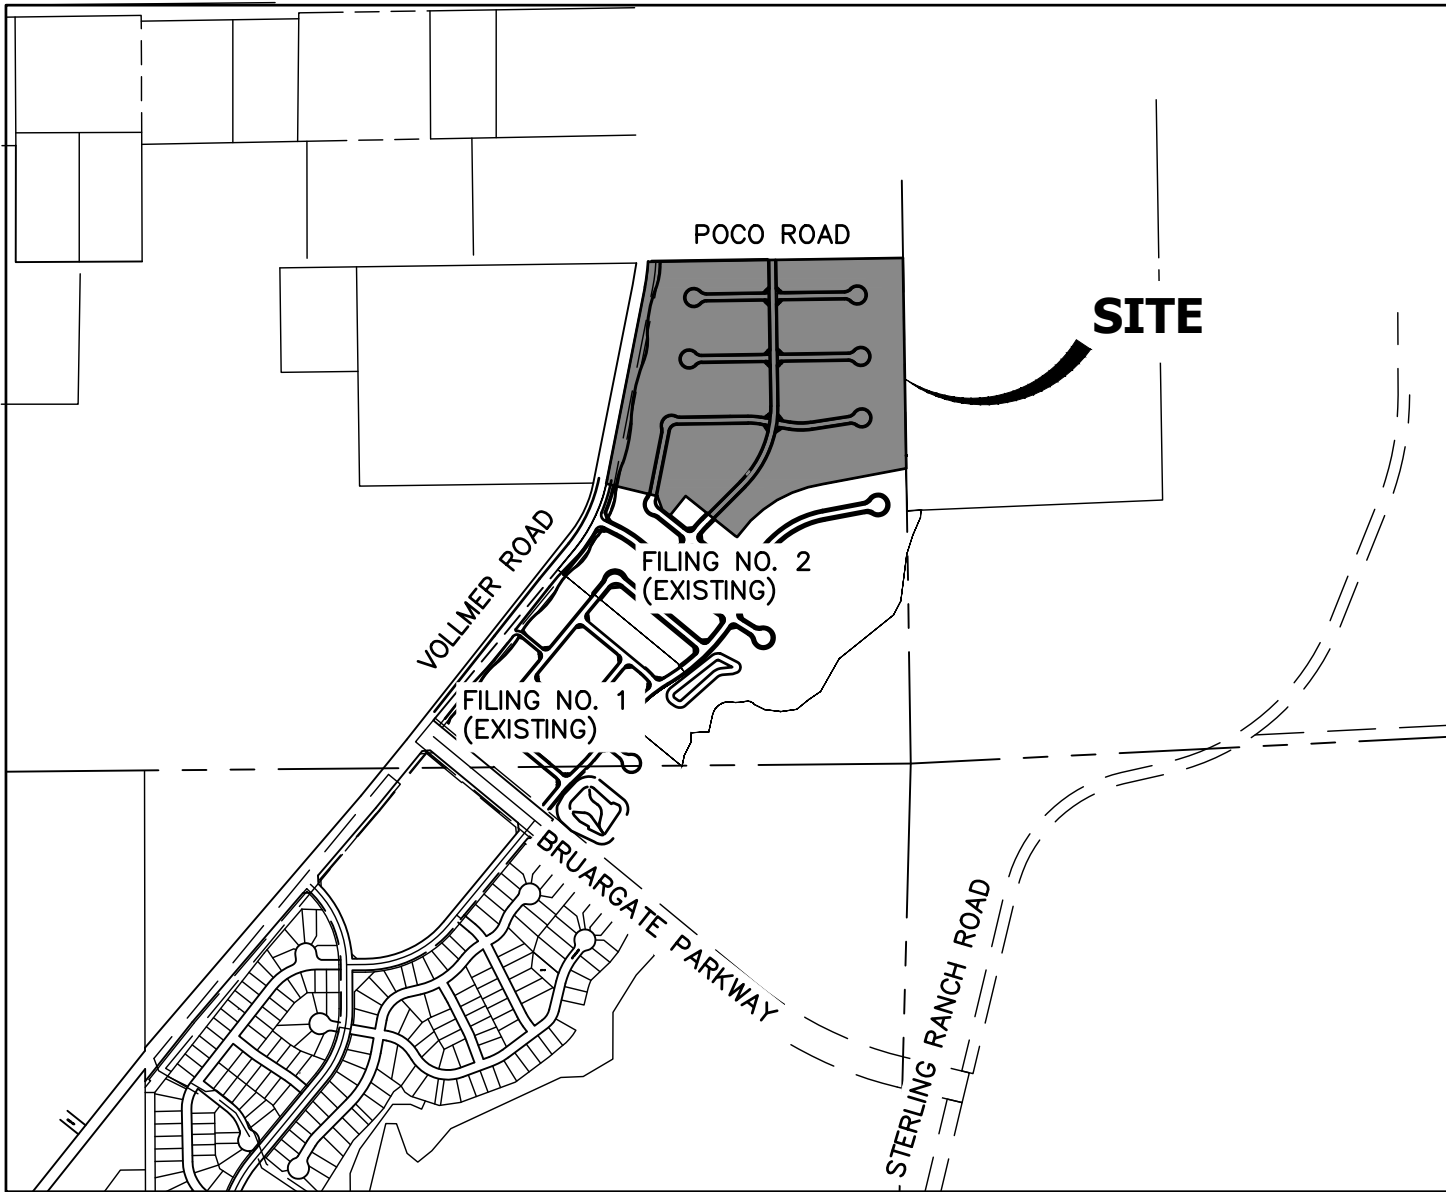 POCO ROAD
SITE
VOLLMER ROAD
FILING NO. 2
(EXISTING)
FILING NO. 1
(EXISTING)
BRUARGATE PARKWAY
STERLING RANCH ROAD